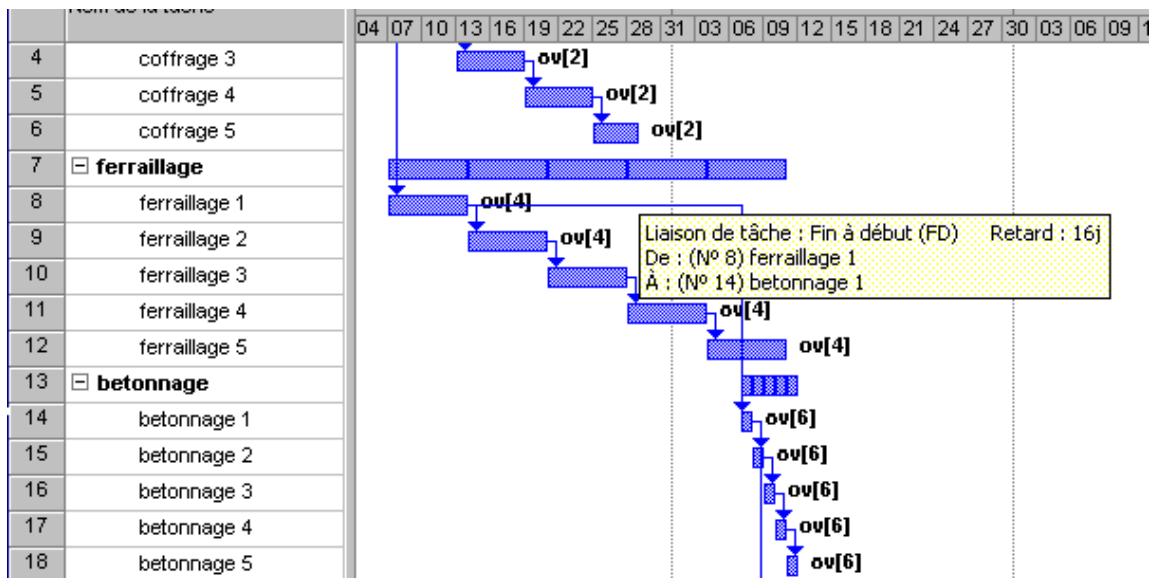 Nom de la tâche
04 07 10 13 16 19 22 25 28 31 03 06 09 12 15 18 21 24 27 30 03 06 09 1
4 coffrage 3 ov[2]
5 coffrage 4 ov[2]
6 coffrage 5 ov[2]
7 ferraillage
8 ferraillage 1 ov[4]
9 ferraillage 2 ov[4]
Liaison de tâche : Fin à début (FD) Retard : 16j
De : (Nº 8) ferraillage 1
10 ferraillage 3
À : (Nº 14) betonnage 1
11 ferraillage 4 ov[4]
12 ferraillage 5 ov[4]
13 betonnage
14 betonnage 1 ov[6]
15 betonnage 2 ov[6]
16 betonnage 3 ov[6]
17 betonnage 4 ov[6]
18 betonnage 5 ov[6]